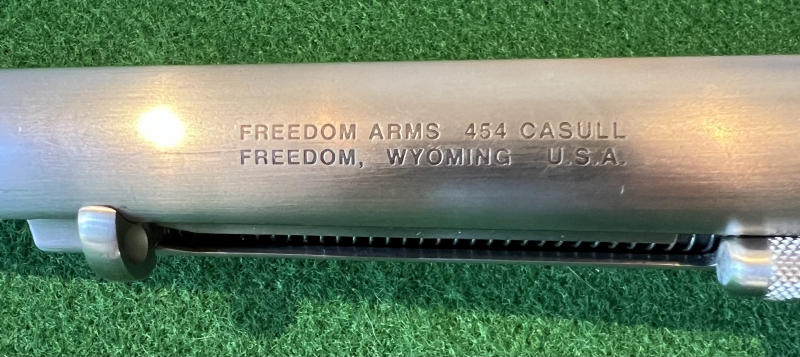 FREEDOM ARMS 454 CASULL
FREEDOM, WYOMING U.S.A.